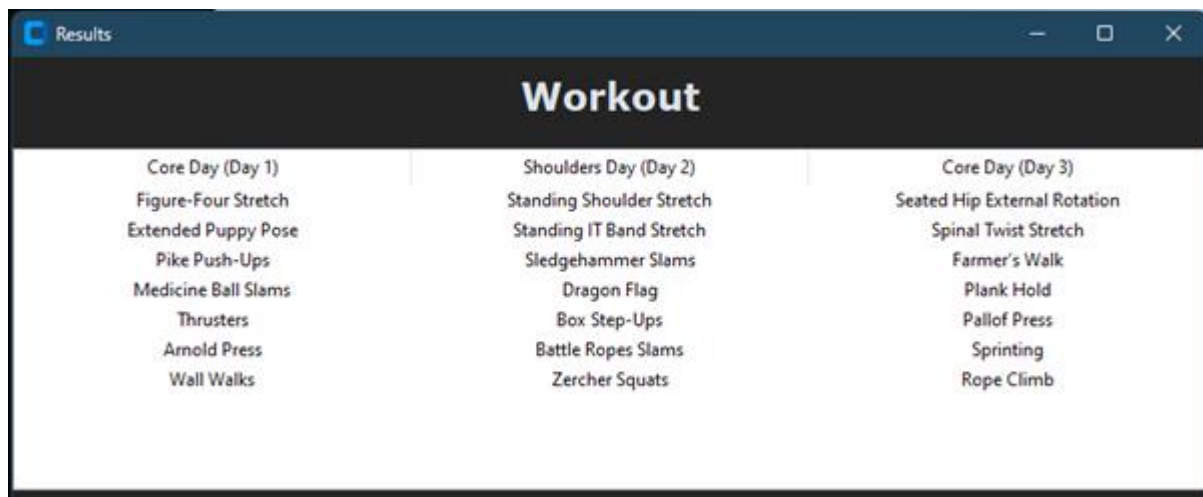 Results
Workout
Core Day (Day 1) Shoulders Day (Day 2) Core Day (Day 3)
Figure-Four Stretch Standing Shoulder Stretch Seated Hip External Rotation
Extended Puppy Pose Standing IT Band Stretch Spinal Twist Stretch
Pike Push-Ups Sledgehammer Slams Farmer's Walk
Medicine Ball Slams Dragon Flag Plank Hold
Thrusters Box Step-Ups Pallof Press
Arnold Press Battle Ropes Slams Sprinting
Wall Walks Zercher Squats Rope Climb